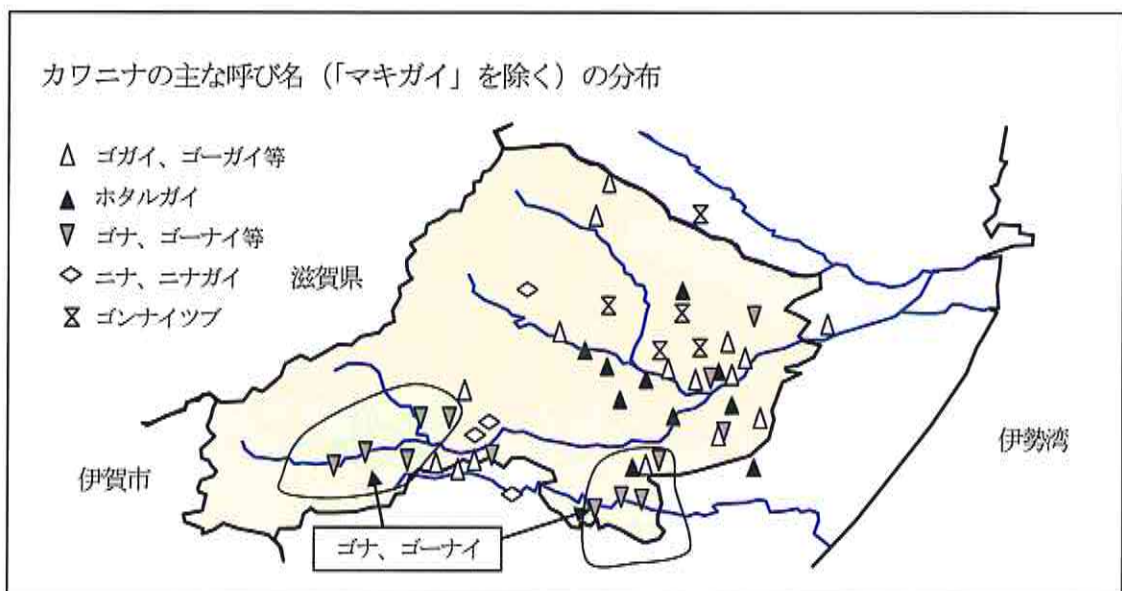 カワニナの主な呼び名（「マキガイ」を除く）の分布
ゴガイ、ゴーガイ等
ホタルガイ
ゴナ、ゴーナイ等
ニナ、ニナガイ
ゴンナイツブ
滋賀県
伊賀市
伊勢湾
ゴナ、ゴーナイ